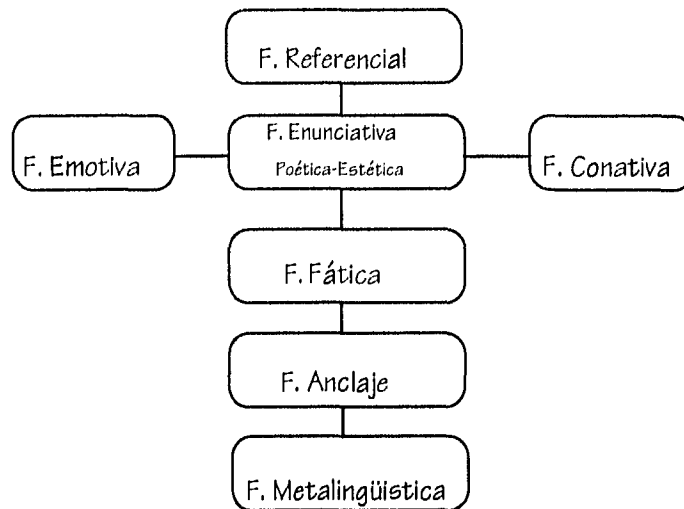 F. Referencial
F. Emotiva
F. Enunciativa
Poética-Estética
F. Conativa
F. Fática
F. Anclaje
F. Metalingüística